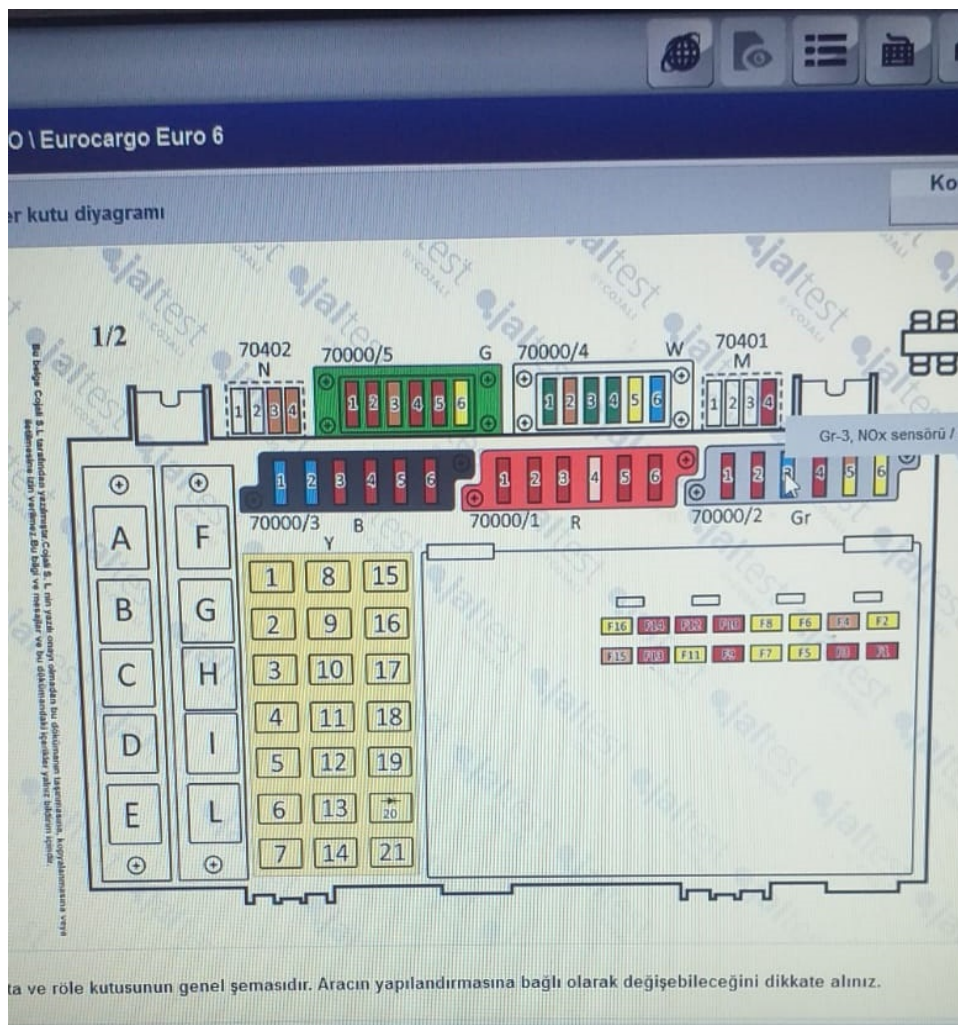 O \ Eurocargo Euro 6
er kutu diyagramı
Ko
1/2
70402
N
70000/5
G
70000/4
W
70401
M
1 2 3 4
1 2 3 4 5 6
1 2 3 4 5 6
1 2 3 4
Gr-3, NOx sensörü /
1 2 3 4 5 6
1 2 3 4 5 6
1 2 3 4 5 6
70000/3
B
70000/1
R
70000/2
Gr
Y
A
B
C
D
E
F
G
H
I
L
1 8 15
2 9 16
3 10 17
4 11 18
5 12 19
6 13 20
7 14 21
F16 F14 F12 F10 F8 F6 F4 F2
F15 F13 F11 F9 F7 F5 F3 F1
jaltest
BY COJALI
ta ve röle kutusunun genel şemasıdır. Aracın yapılandırmasına bağlı olarak değişebileceğini dikkate alınız.